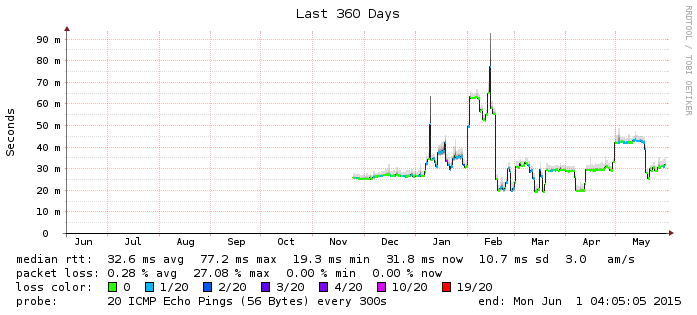 Last 360 Days
RRDTOOL / TOBI OETIKER
Seconds
90 m
80 m
70 m
60 m
50 m
40 m
30 m
20 m
10 m
0
Jun Jul Aug Sep Oct Nov Dec Jan Feb Mar Apr May
median rtt: 32.6 ms avg 77.2 ms max 19.3 ms min 31.8 ms now 10.7 ms sd 3.0 am/s
packet loss: 0.28 % avg 27.08 % max 0.00 % min 0.00 % now
loss color: 0 1/20 2/20 3/20 4/20 10/20 19/20
probe: 20 ICMP Echo Pings (56 Bytes) every 300s end: Mon Jun 1 04:05:05 2015